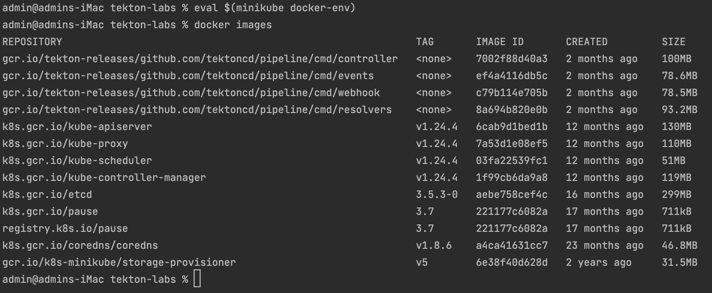 admin@admins-iMac tekton-labs % eval $(minikube docker-env)
admin@admins-iMac tekton-labs % docker images
REPOSITORY TAG IMAGE ID CREATED SIZE
gcr.io/tekton-releases/github.com/tektoncd/pipeline/cmd/controller <none> 7002f88d40a3 2 months ago 100MB
gcr.io/tekton-releases/github.com/tektoncd/pipeline/cmd/events <none> ef4a4116db5c 2 months ago 78.6MB
gcr.io/tekton-releases/github.com/tektoncd/pipeline/cmd/webhook <none> c79b114e705b 2 months ago 78.5MB
gcr.io/tekton-releases/github.com/tektoncd/pipeline/cmd/resolvers <none> 8a694b820e0b 2 months ago 93.2MB
k8s.gcr.io/kube-apiserver v1.24.4 6cab9d1bed1b 12 months ago 130MB
k8s.gcr.io/kube-proxy v1.24.4 7a53d1e08ef5 12 months ago 110MB
k8s.gcr.io/kube-scheduler v1.24.4 03fa22539fc1 12 months ago 51MB
k8s.gcr.io/kube-controller-manager v1.24.4 1f99cb6da9a8 12 months ago 119MB
k8s.gcr.io/etcd 3.5.3-0 aebe758cef4c 16 months ago 299MB
k8s.gcr.io/pause 3.7 221177c6082a 17 months ago 711kB
registry.k8s.io/pause 3.7 221177c6082a 17 months ago 711kB
k8s.gcr.io/coredns/coredns v1.8.6 a4ca41631cc7 23 months ago 46.8MB
gcr.io/k8s-minikube/storage-provisioner v5 6e38f40d628d 2 years ago 31.5MB
admin@admins-iMac tekton-labs %